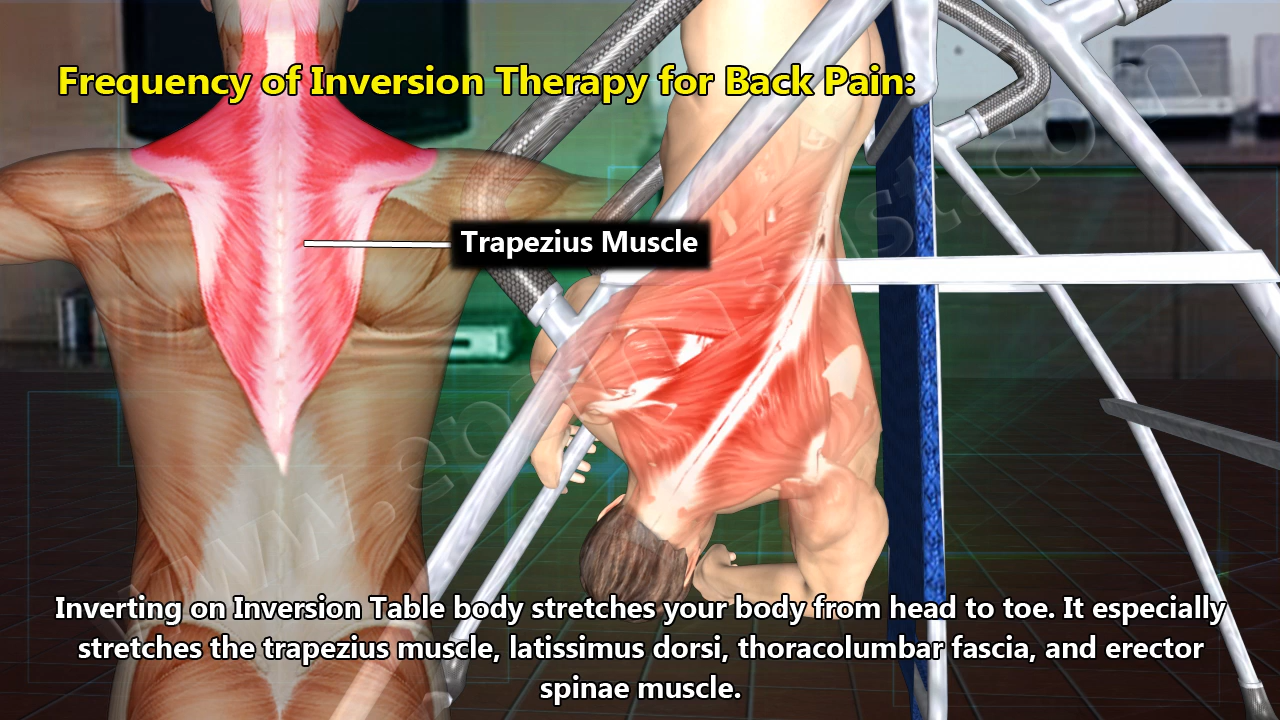 Frequency of Inversion Therapy for Back Pain:
Trapezius Muscle
Inverting on Inversion Table body stretches your body from head to toe. It especially
stretches the trapezius muscle, latissimus dorsi, thoracolumbar fascia, and erector
spinae muscle.